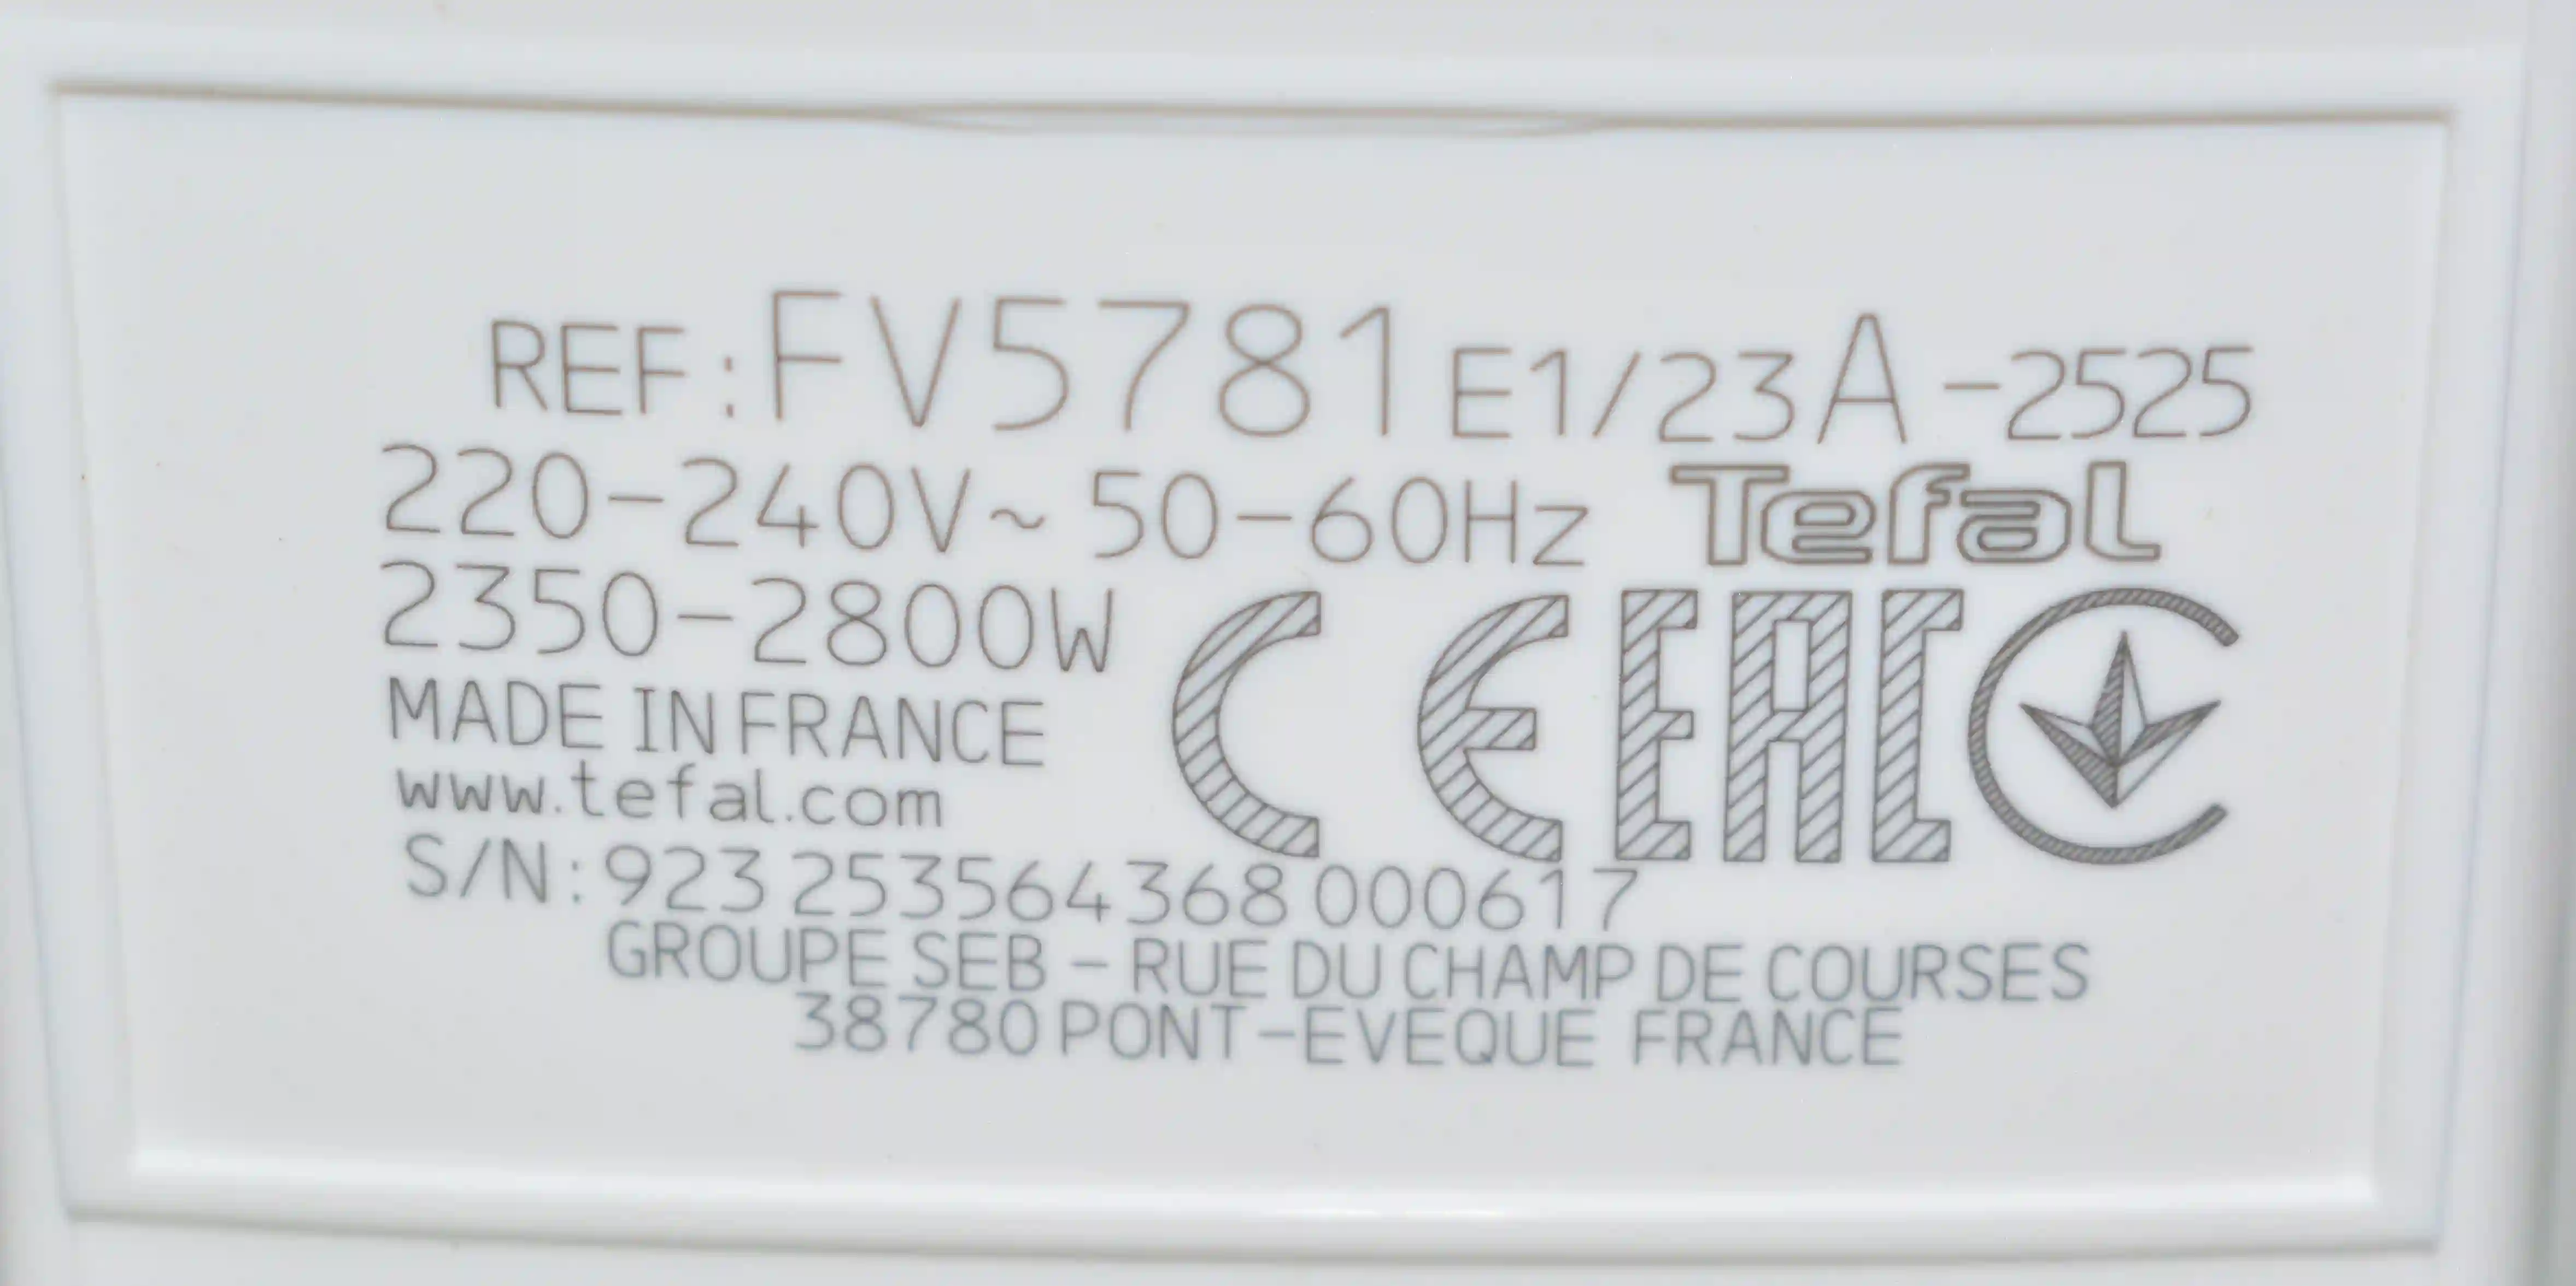 REF: FV5781 E1/23A-2525
220-240V~ 50-60Hz Tefal
2350-2800W
CE EAC
MADE IN FRANCE
www.tefal.com
S/N: 923 253564368 000617
GROUPE SEB - RUE DU CHAMP DE COURSES
38780 PONT-EVEQUE FRANCE